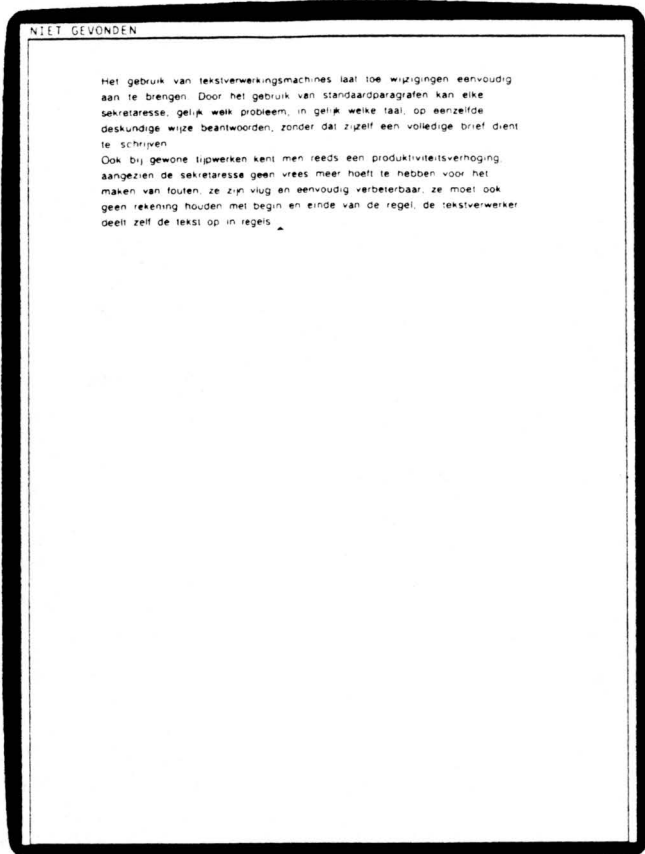 NIET GEVONDEN
Het gebruik van tekstverwerkingsmachines laat toe wijzigingen eenvoudig
aan te brengen. Door het gebruik van standaardparagrafen kan elke
sekretaresse, gelijk welk probleem, in gelijk welke taal, op eenzelfde
deskundige wijze beantwoorden, zonder dat zijzelf een volledige brief dient
te schrijven
Ook bij gewone tijpwerken kent men reeds een produktiviteitsverhoging,
aangezien de sekretaresse geen vrees meer hoeft te hebben voor het
maken van fouten, ze zijn vlug en eenvoudig verbeterbaar, ze moet ook
geen rekening houden met begin en einde van de regel, de tekstverwerker
deelt zelf de tekst op in regels